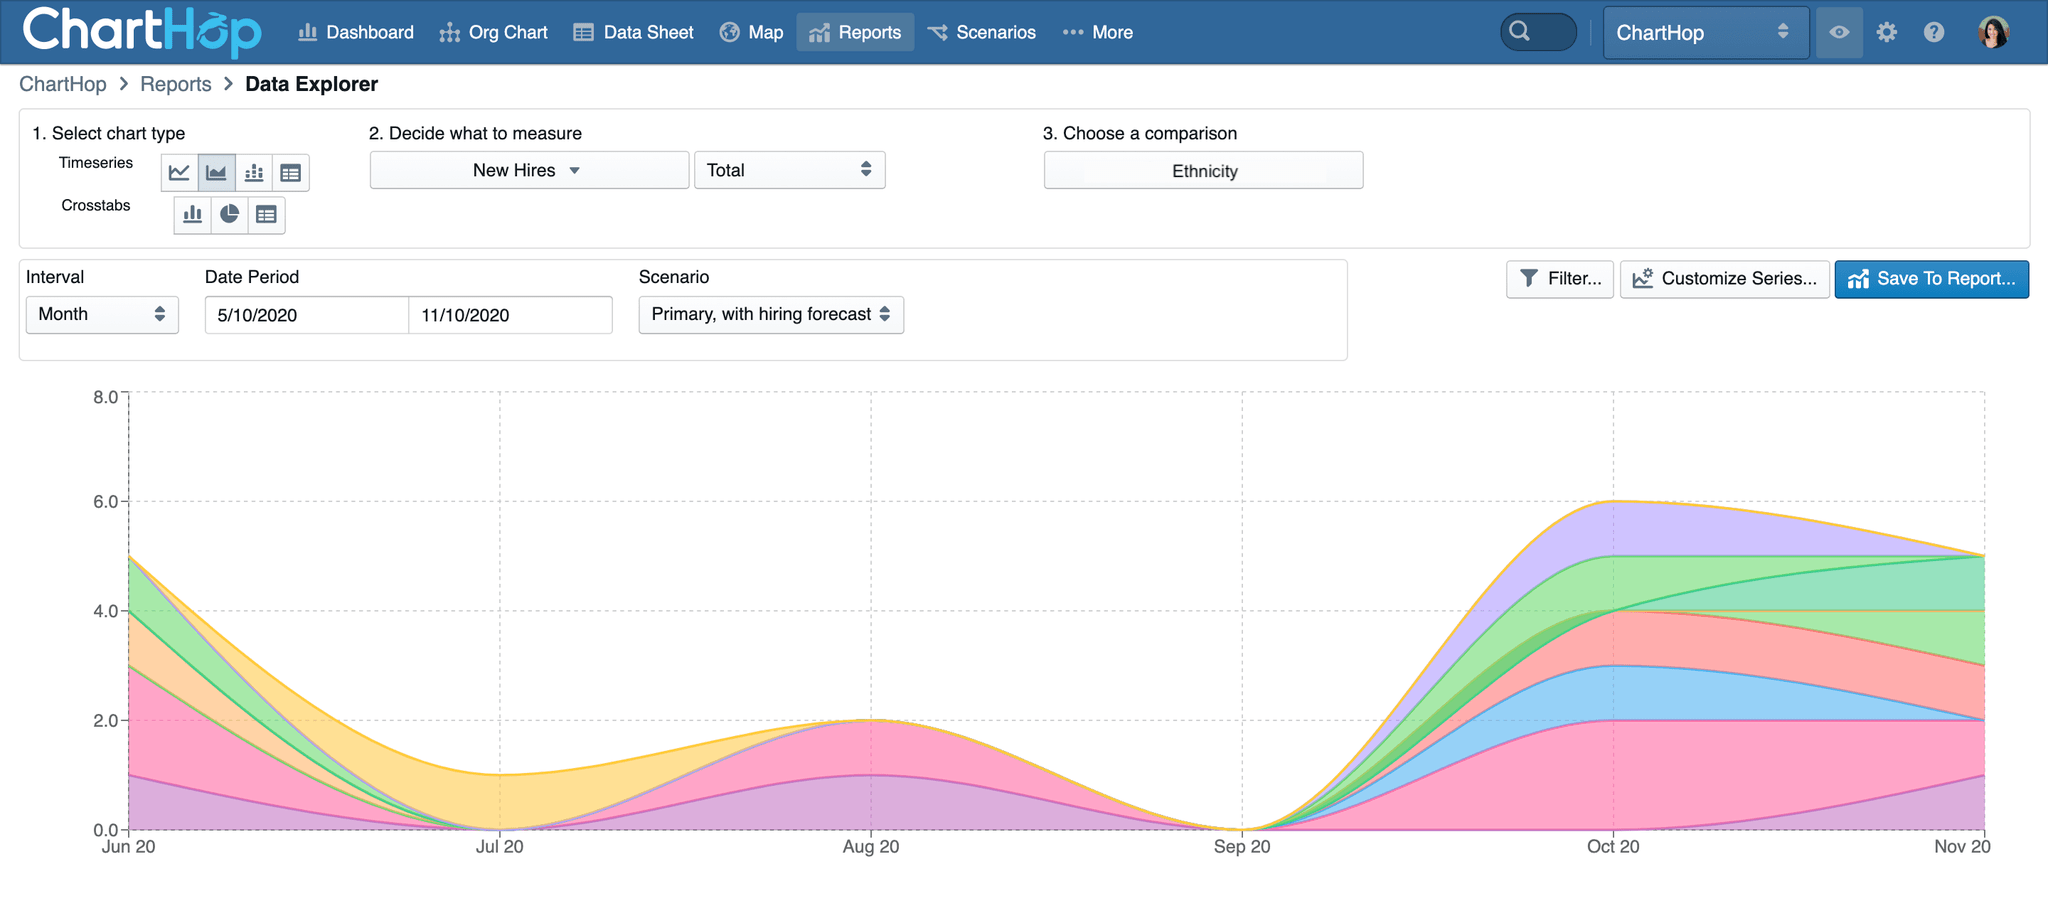 ChartHop Dashboard Org Chart Data Sheet Map Reports Scenarios More ChartHop
ChartHop > Reports > Data Explorer
1. Select chart type 2. Decide what to measure 3. Choose a comparison
Timeseries New Hires Total Ethnicity
Crosstabs
Interval Date Period Scenario Filter... Customize Series... Save To Report...
Month 5/10/2020 11/10/2020 Primary, with hiring forecast
8.0
6.0
4.0
2.0
0.0
Jun 20 Jul 20 Aug 20 Sep 20 Oct 20 Nov 20